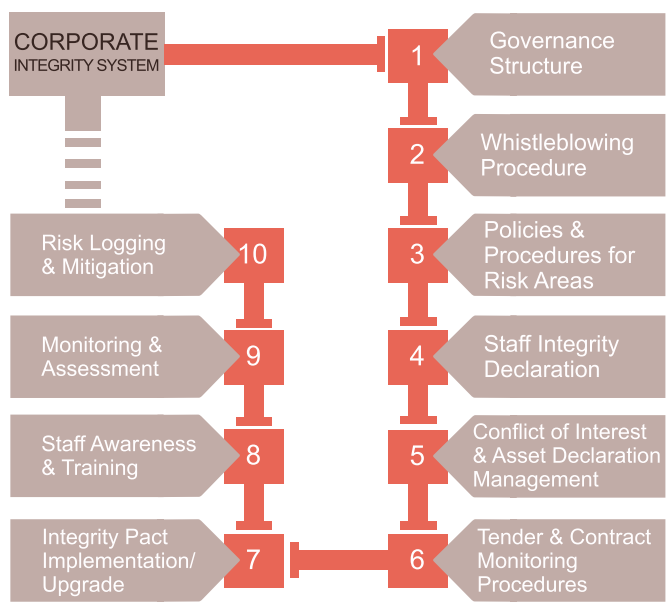 CORPORATE
INTEGRITY SYSTEM
1
Governance
Structure
2
Whistleblowing
Procedure
3
Policies &
Procedures for
Risk Areas
4
Staff Integrity
Declaration
5
Conflict of Interest
& Asset Declaration
Management
6
Tender & Contract
Monitoring
Procedures
7
Integrity Pact
Implementation/
Upgrade
8
Staff Awareness
& Training
9
Monitoring &
Assessment
10
Risk Logging
& Mitigation